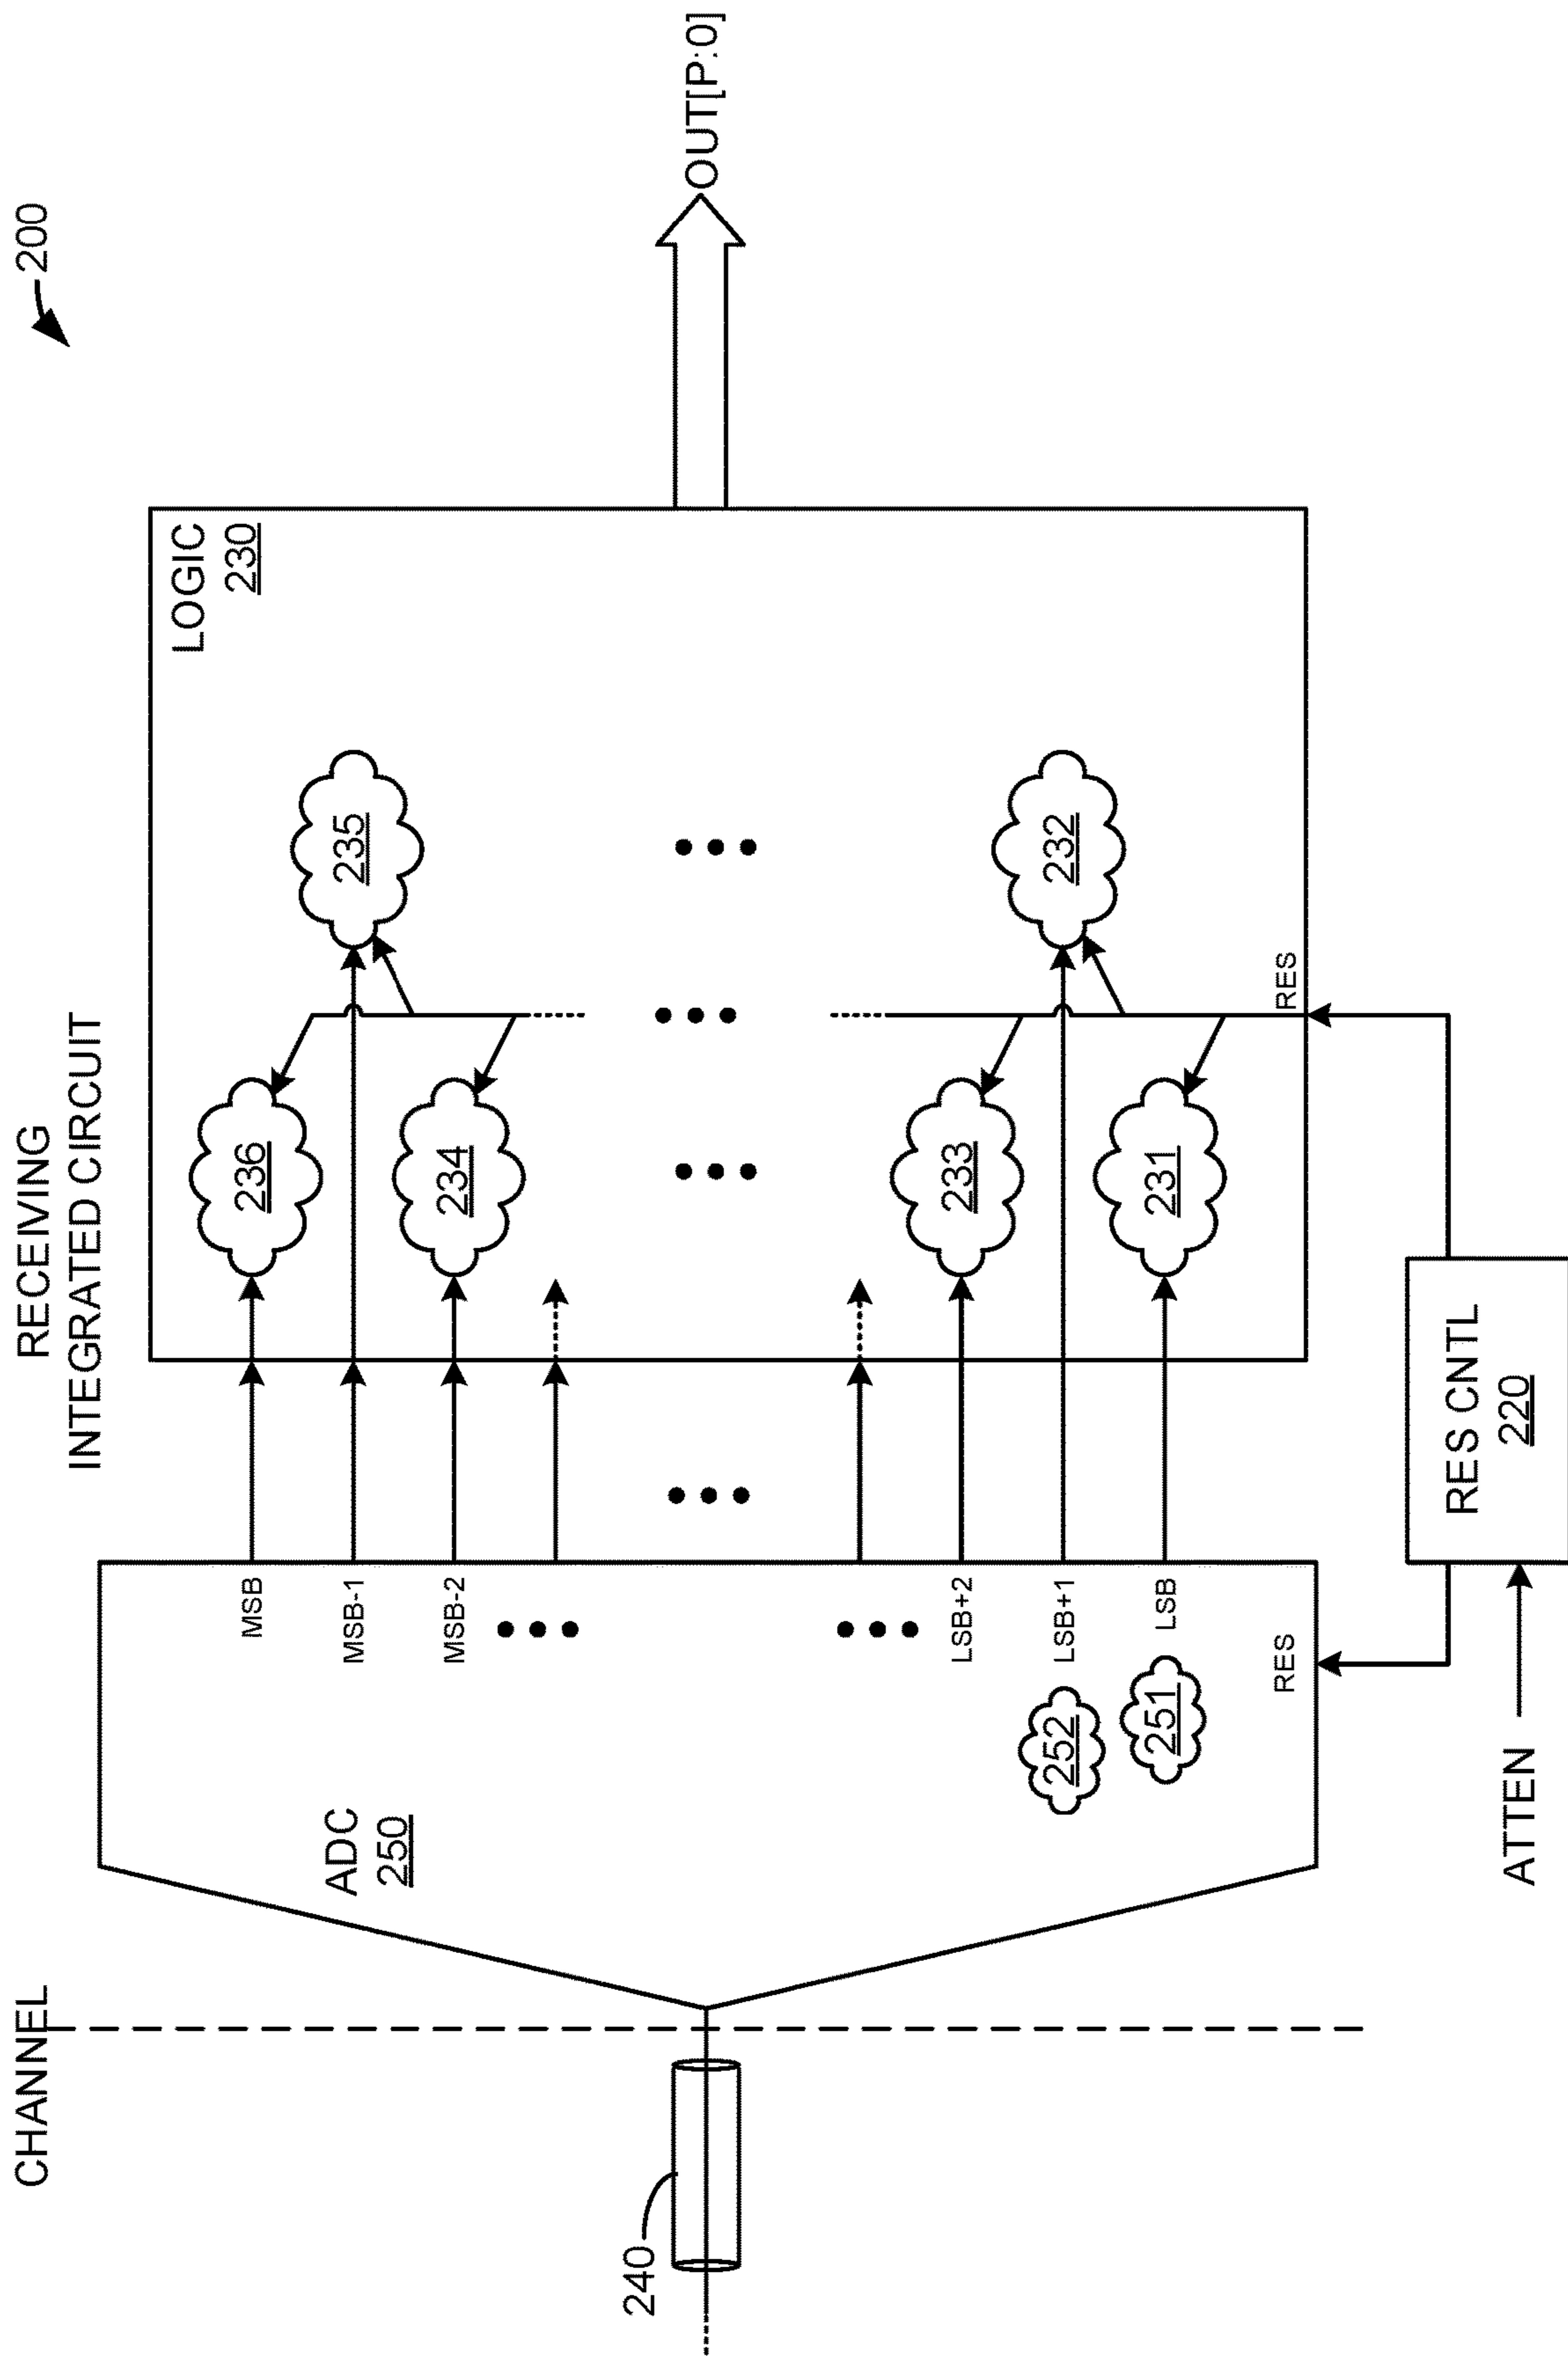 200
RECEIVING
INTEGRATED CIRCUIT
CHANNEL
240
ADC
250
MSB
MSB-1
MSB-2
LSB+2
LSB+1
LSB
252
251
RES
LOGIC
230
236
235
234
233
232
231
RES
OUT[P:0]
ATTEN
RES CNTL
220